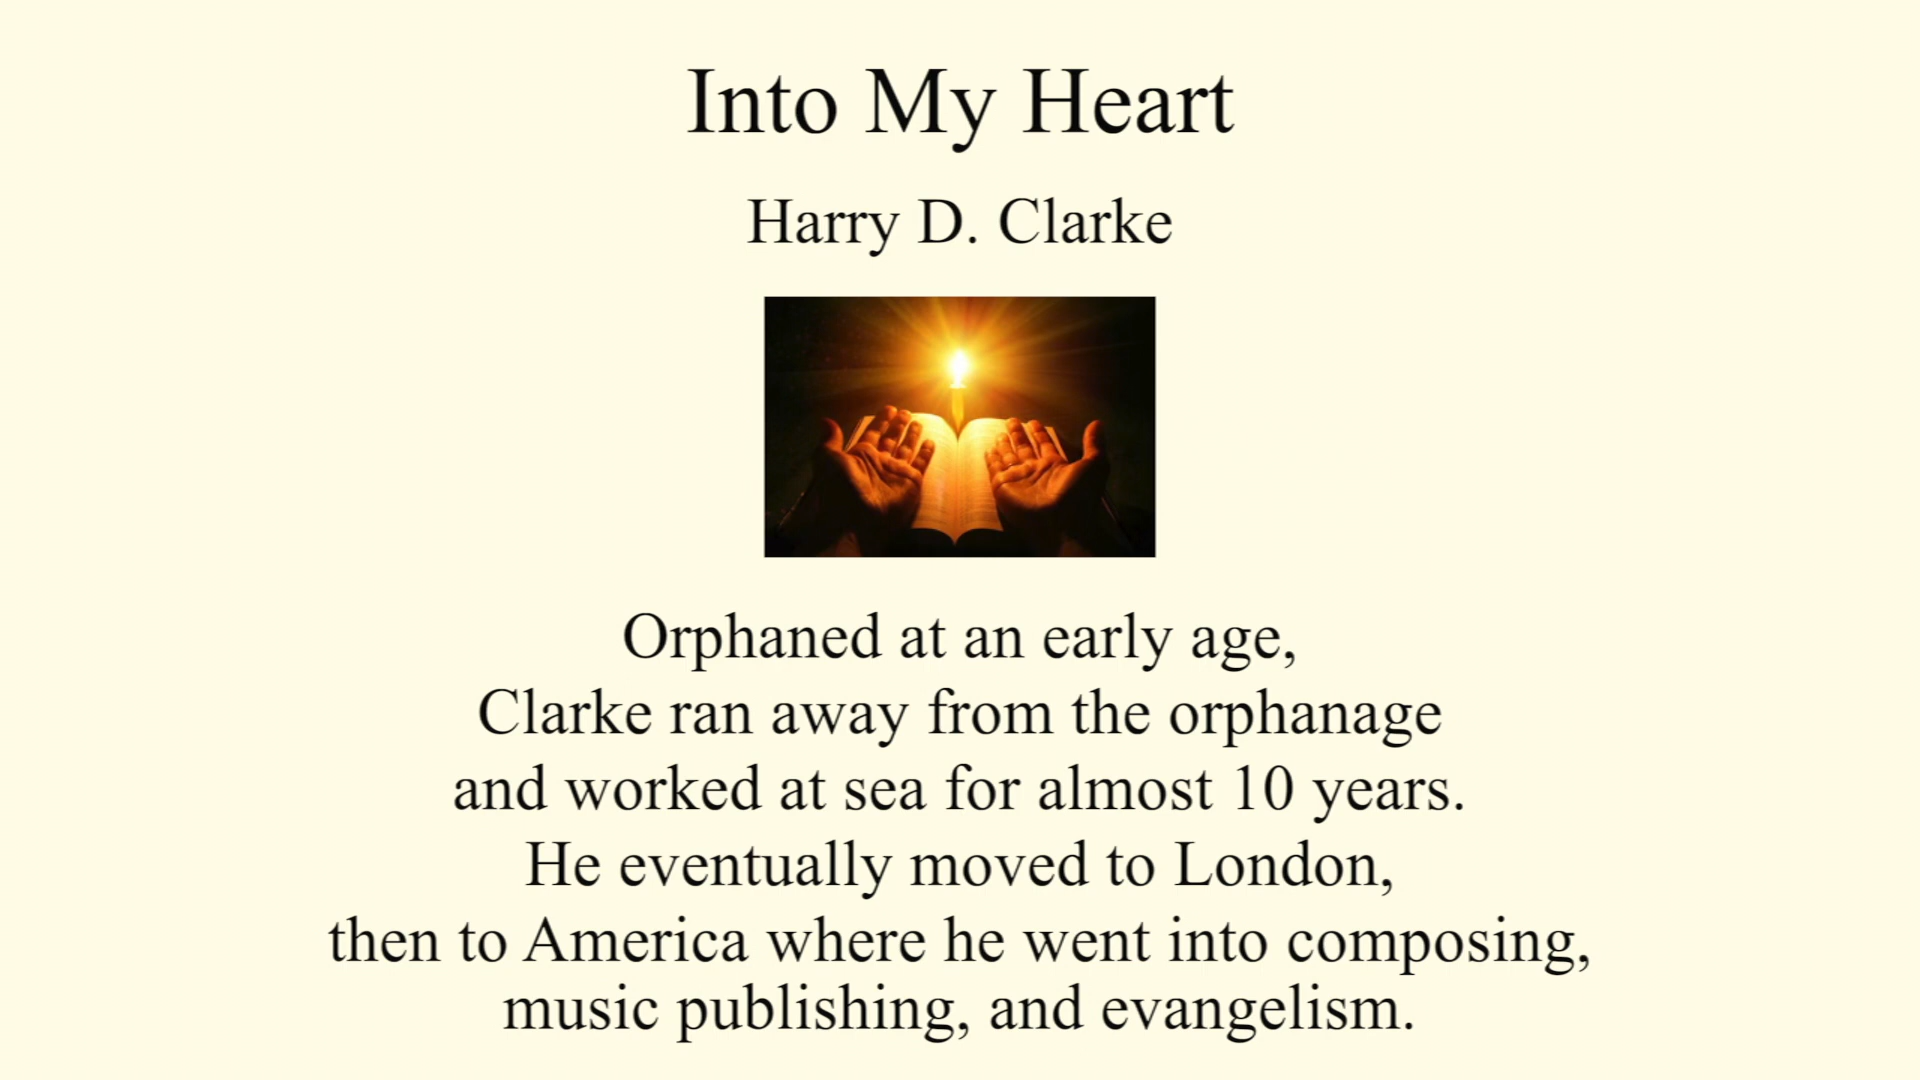 Into My Heart
Harry D. Clarke
Orphaned at an early age,
Clarke ran away from the orphanage
and worked at sea for almost 10 years.
He eventually moved to London,
then to America where he went into composing,
music publishing, and evangelism.